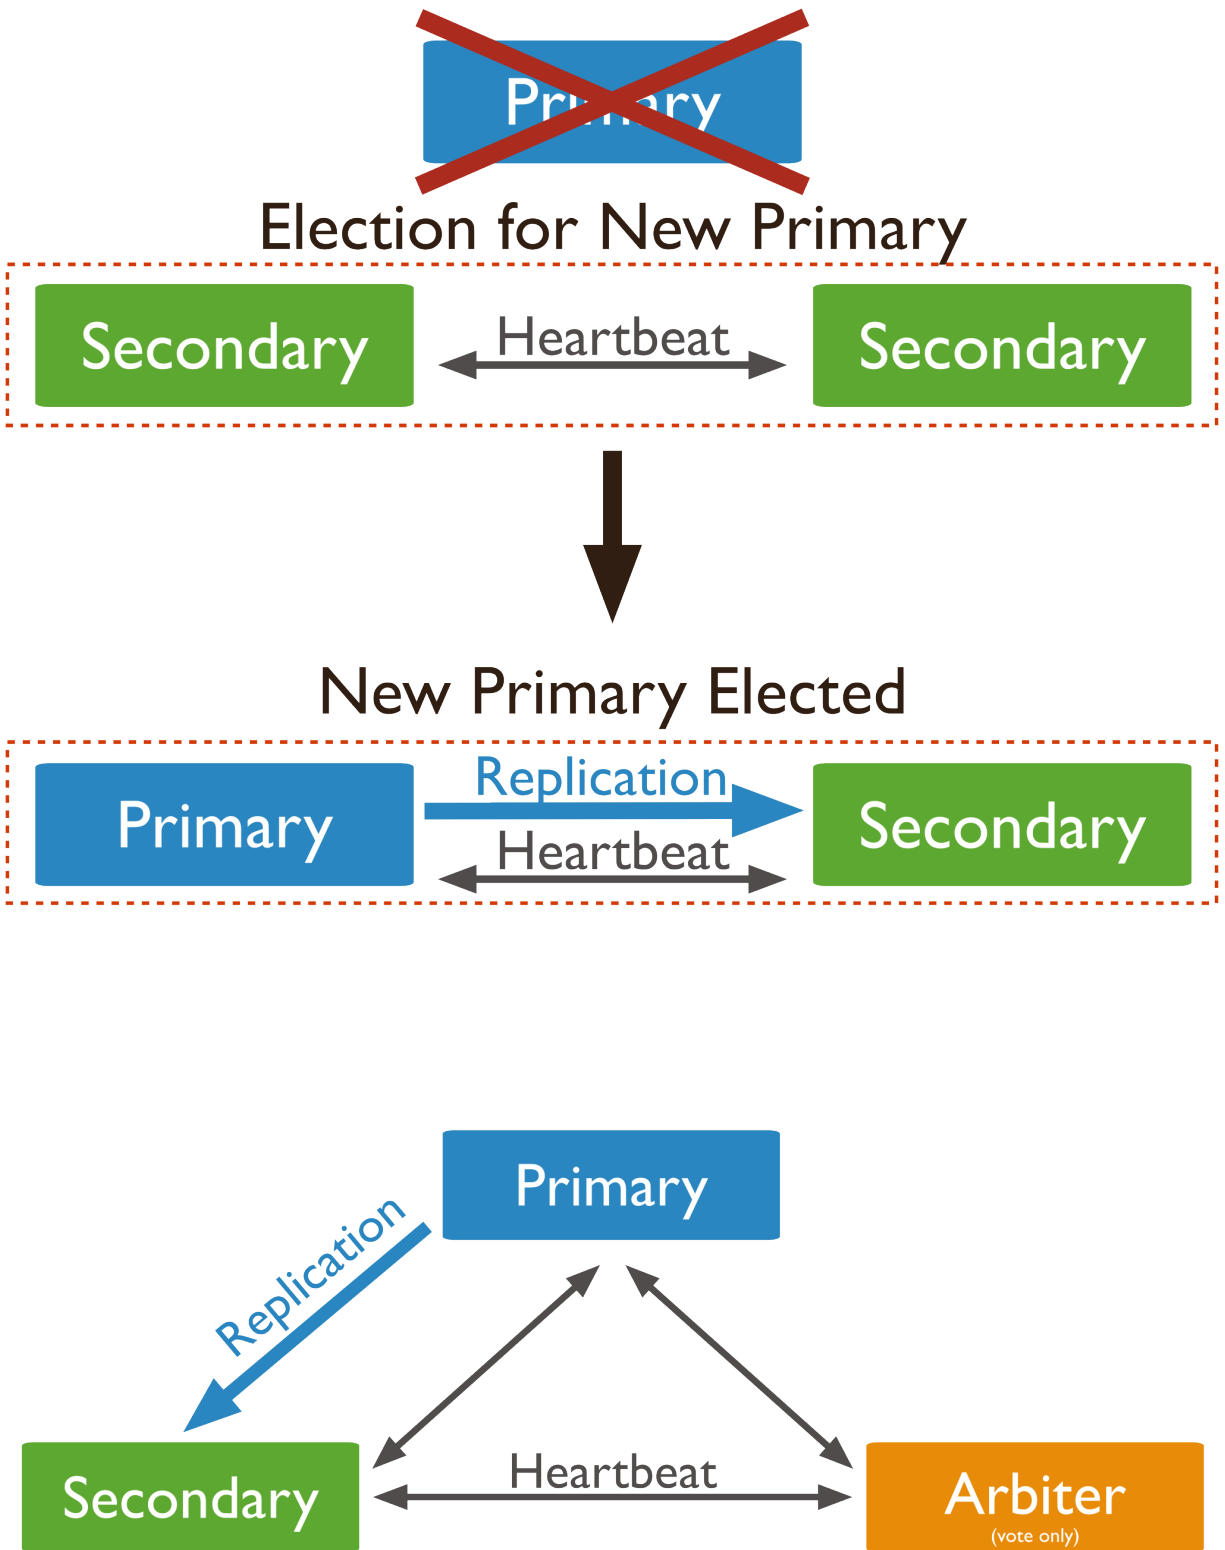 Primary
Election for New Primary
Secondary
Heartbeat
Secondary
New Primary Elected
Primary
Replication
Heartbeat
Secondary
Primary
Replication
Secondary
Heartbeat
Arbiter
(vote only)